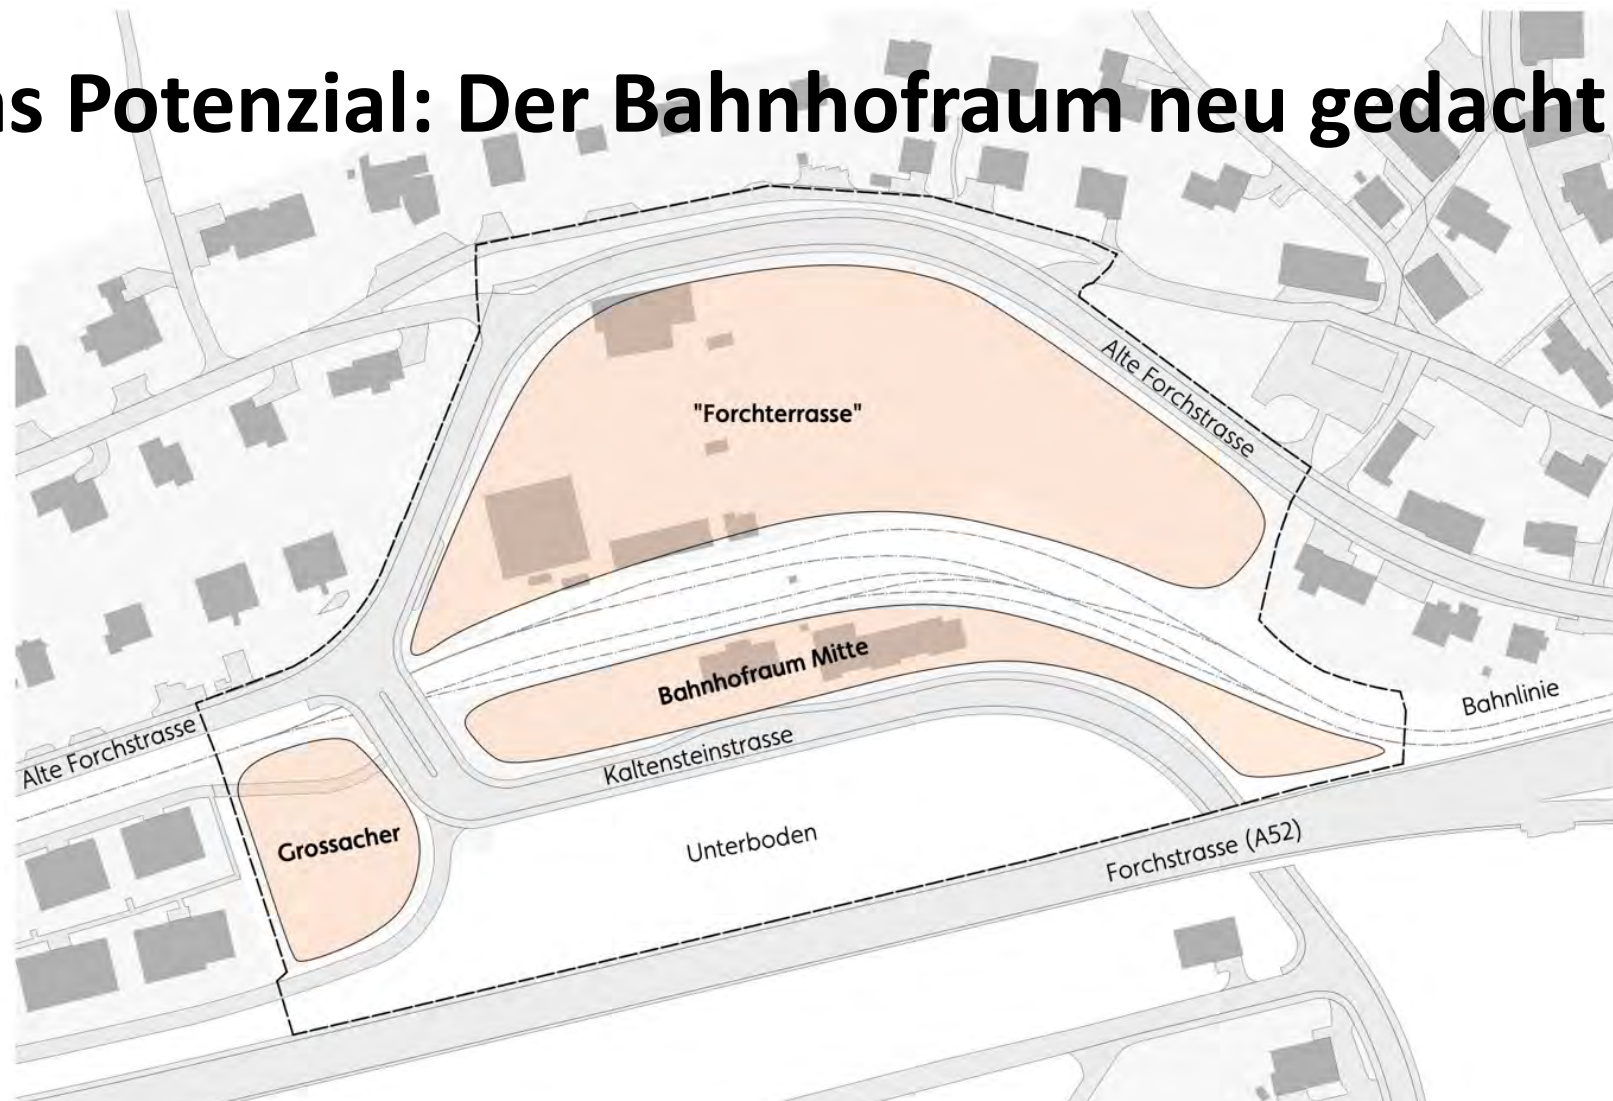 as Potenzial: Der Bahnhofraum neu gedacht
Alte Forchstrasse
"Forchterrasse"
Bahnhofraum Mitte
Bahnlinie
Alte Forchstrasse
Kaltensteinstrasse
Grossacher
Unterboden
Forchstrasse (A52)